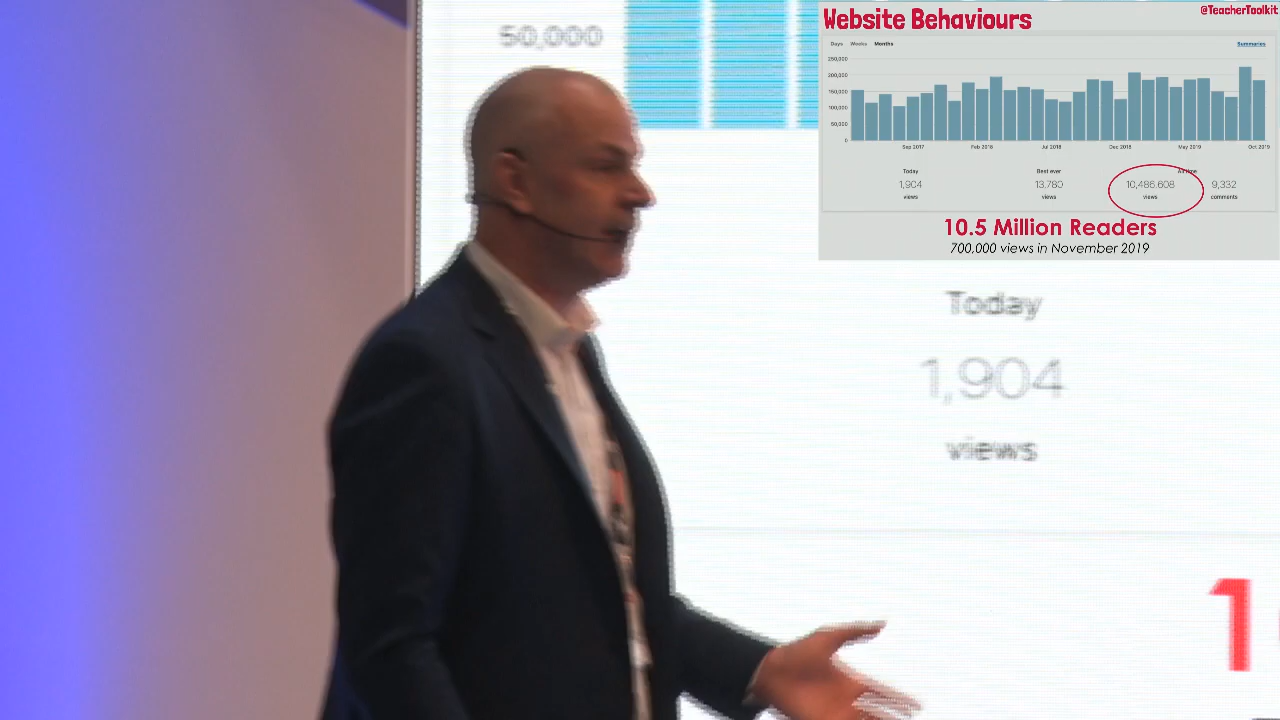 50,000
Website Behaviours
@TeacherToolkit
Days Weeks Months
Summaries
250,000
200,000
150,000
100,000
50,000
0
Sep 2017 Feb 2018 Jul 2018 Dec 2018 May 2019 Oct 2019
Today Best ever All time
1,904 13,780 10,486,608 9,332
views views views comments
10.5 Million Readers
700,000 views in November 2019
Today
1,904
views
1